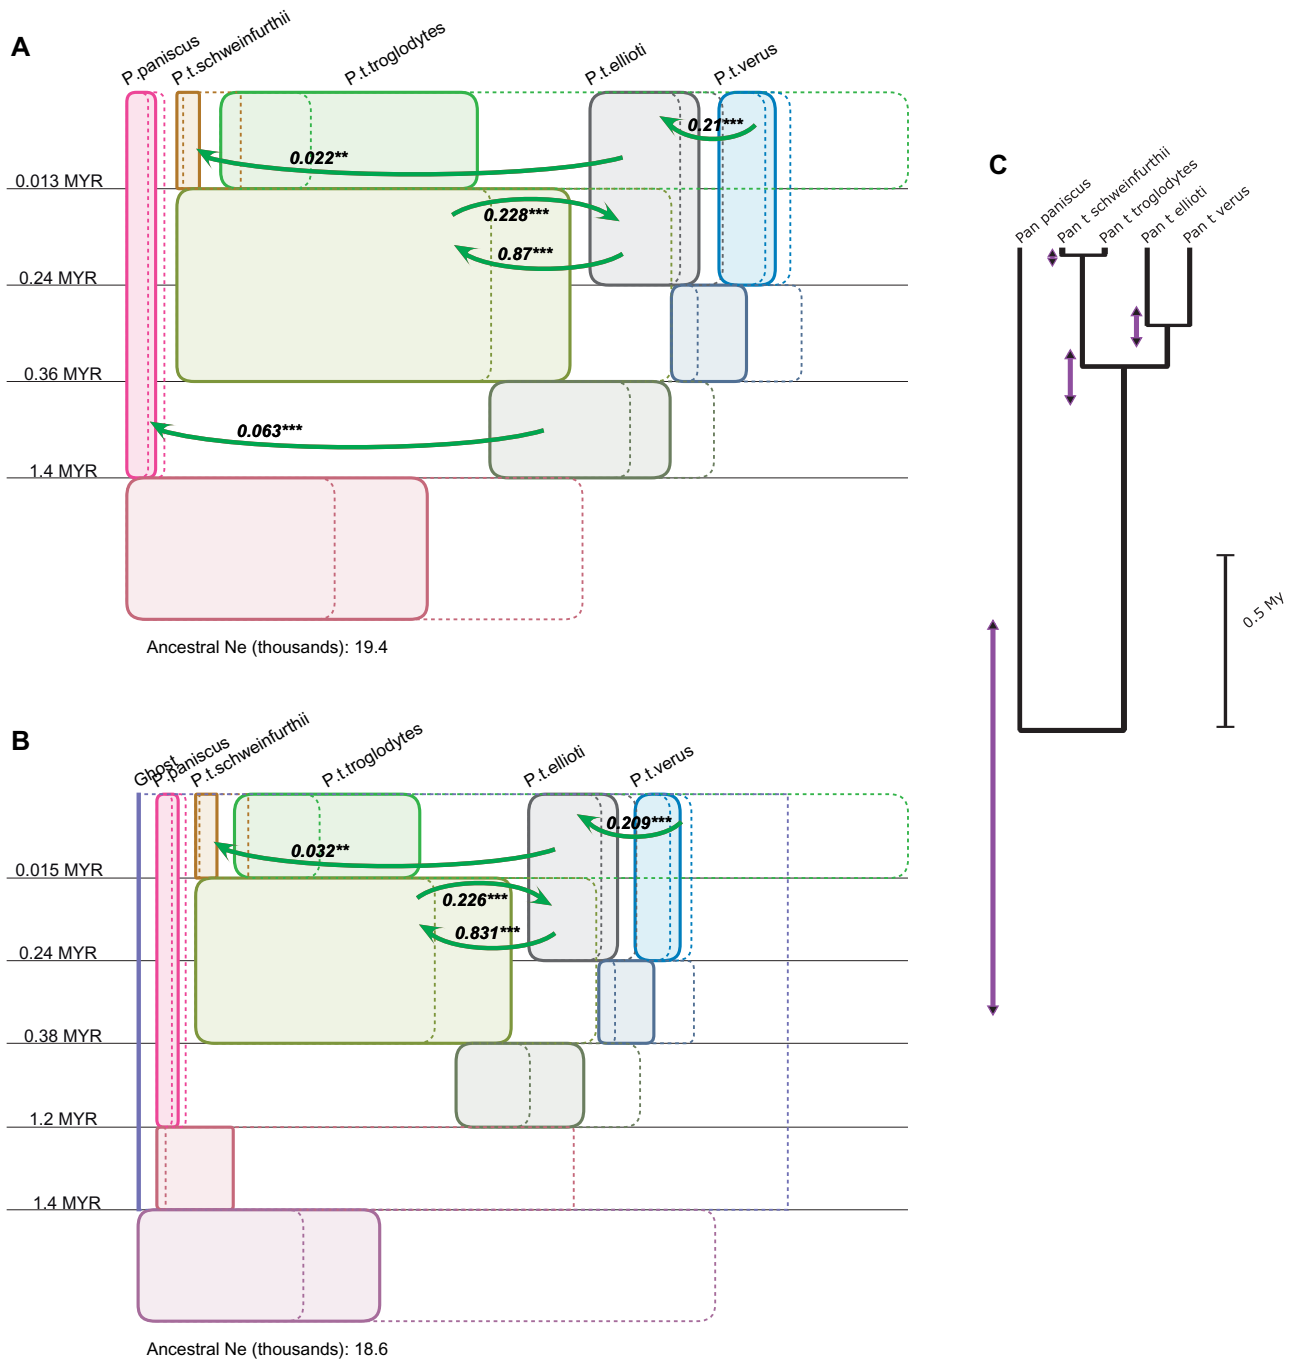 A
P.paniscus
P.t.schweinfurthii
P.t.troglodytes
P.t.ellioti
P.t.verus
0.21***
0.022**
0.013 MYR
0.228***
0.87***
0.24 MYR
0.36 MYR
0.063***
1.4 MYR
Ancestral Ne (thousands): 19.4
B
Ghost
P.paniscus
P.t.schweinfurthii
P.t.troglodytes
P.t.ellioti
P.t.verus
0.209***
0.032**
0.015 MYR
0.226***
0.831***
0.24 MYR
0.38 MYR
1.2 MYR
1.4 MYR
Ancestral Ne (thousands): 18.6
C
Pan paniscus
Pan t schweinfurthii
Pan t troglodytes
Pan t ellioti
Pan t verus
0.5 My